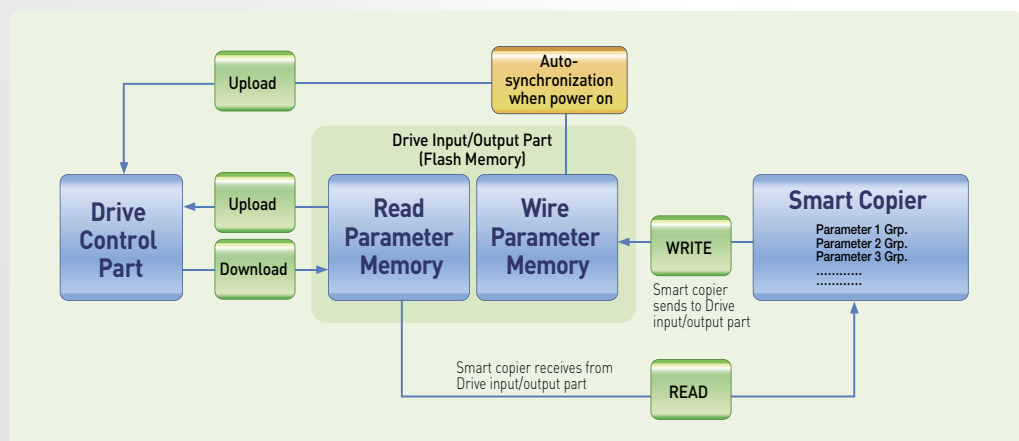 Upload
Auto-
synchronization
when power on
Drive Input/Output Part
(Flash Memory)
Drive
Control
Part
Upload
Download
Read
Parameter
Memory
Wire
Parameter
Memory
WRITE
Smart copier
sends to Drive
input/output part
Smart Copier
Parameter 1 Grp.
Parameter 2 Grp.
Parameter 3 Grp.
............
............
Smart copier receives from
Drive input/output part
READ